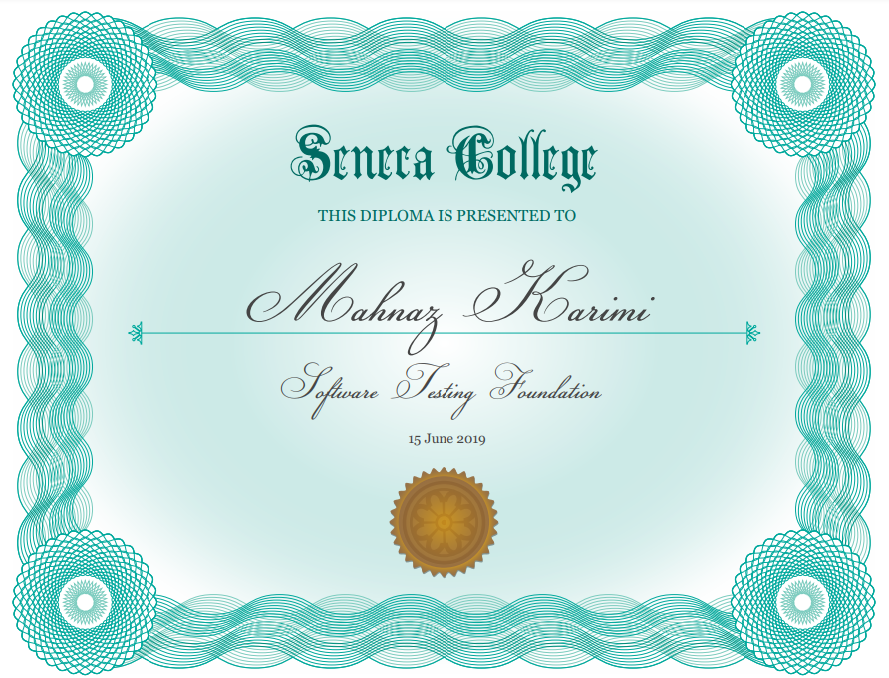 Seneca College
THIS DIPLOMA IS PRESENTED TO
Mahnaz Karimi
Software Testing Foundation
15 June 2019